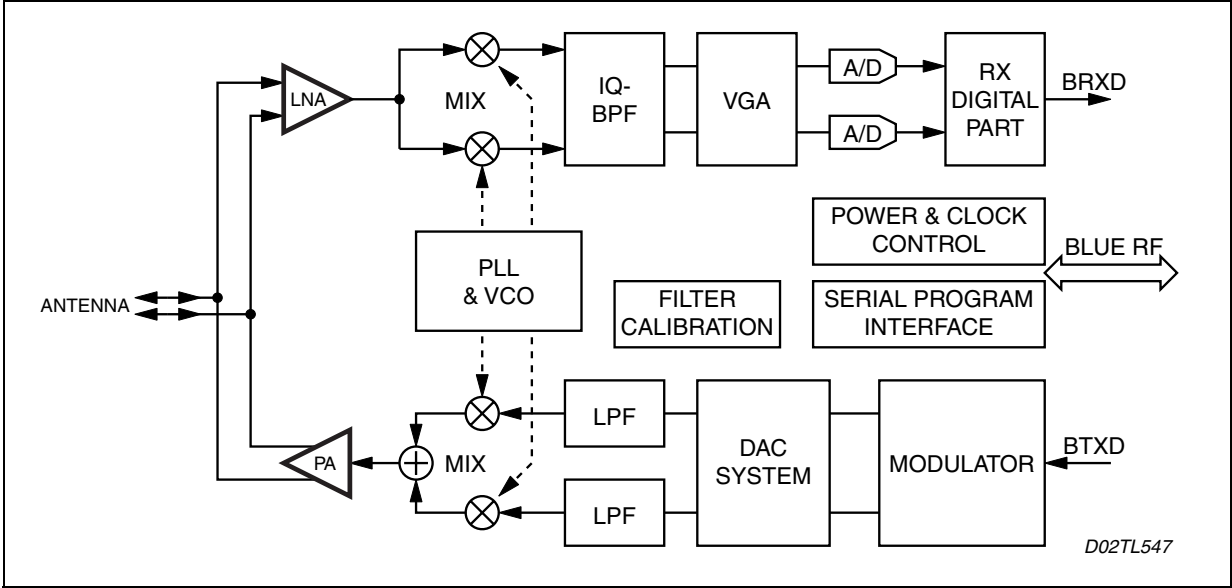 LNA
MIX
IQ-
BPF
VGA
A/D
A/D
RX
DIGITAL
PART
BRXD
POWER & CLOCK
CONTROL
BLUE RF
PLL
& VCO
ANTENNA
FILTER
CALIBRATION
SERIAL PROGRAM
INTERFACE
PA
MIX
LPF
LPF
DAC
SYSTEM
MODULATOR
BTXD
D02TL547